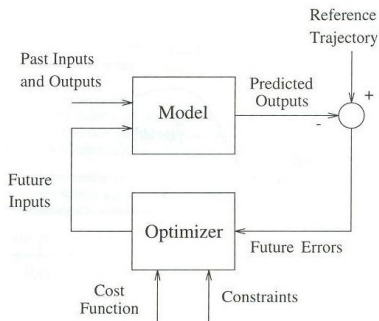 Reference
Trajectory
Past Inputs
and Outputs
Predicted
Outputs
+
-
Model
Future
Inputs
Optimizer
Future Errors
Cost
Function
Constraints